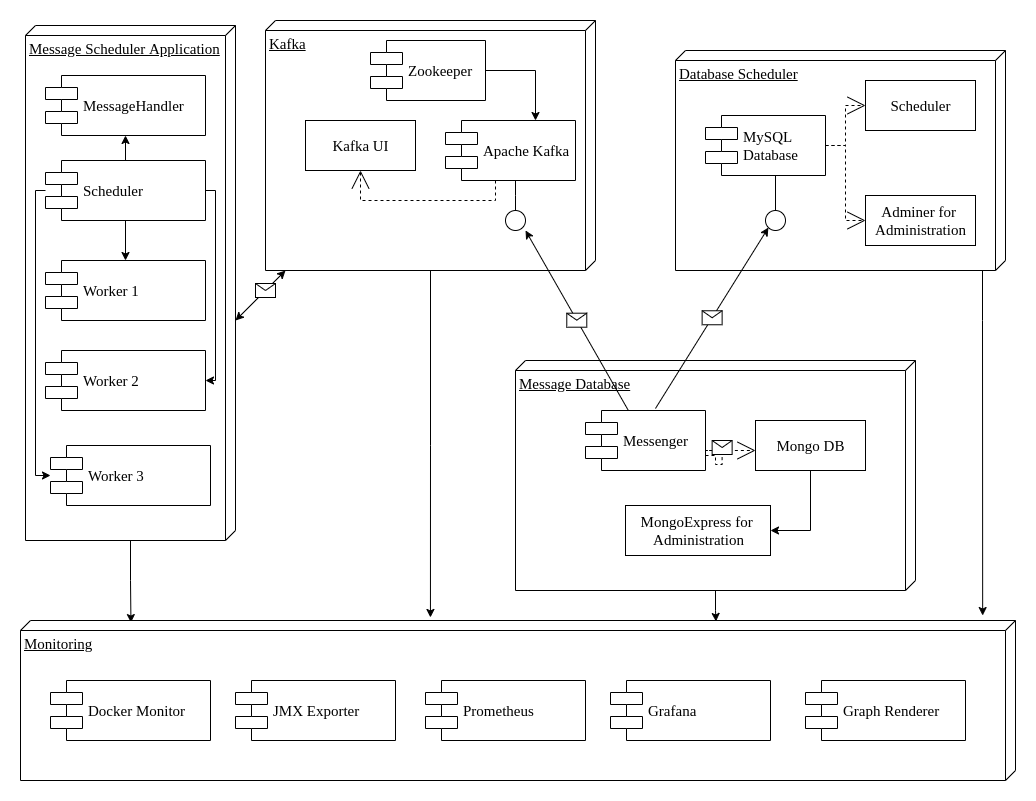 Message Scheduler Application
MessageHandler
Scheduler
Worker 1
Worker 2
Worker 3
Kafka
Zookeeper
Kafka UI
Apache Kafka
Database Scheduler
MySQL
Database
Scheduler
Adminer for
Administration
Message Database
Messenger
Mongo DB
MongoExpress for
Administration
Monitoring
Docker Monitor
JMX Exporter
Prometheus
Grafana
Graph Renderer